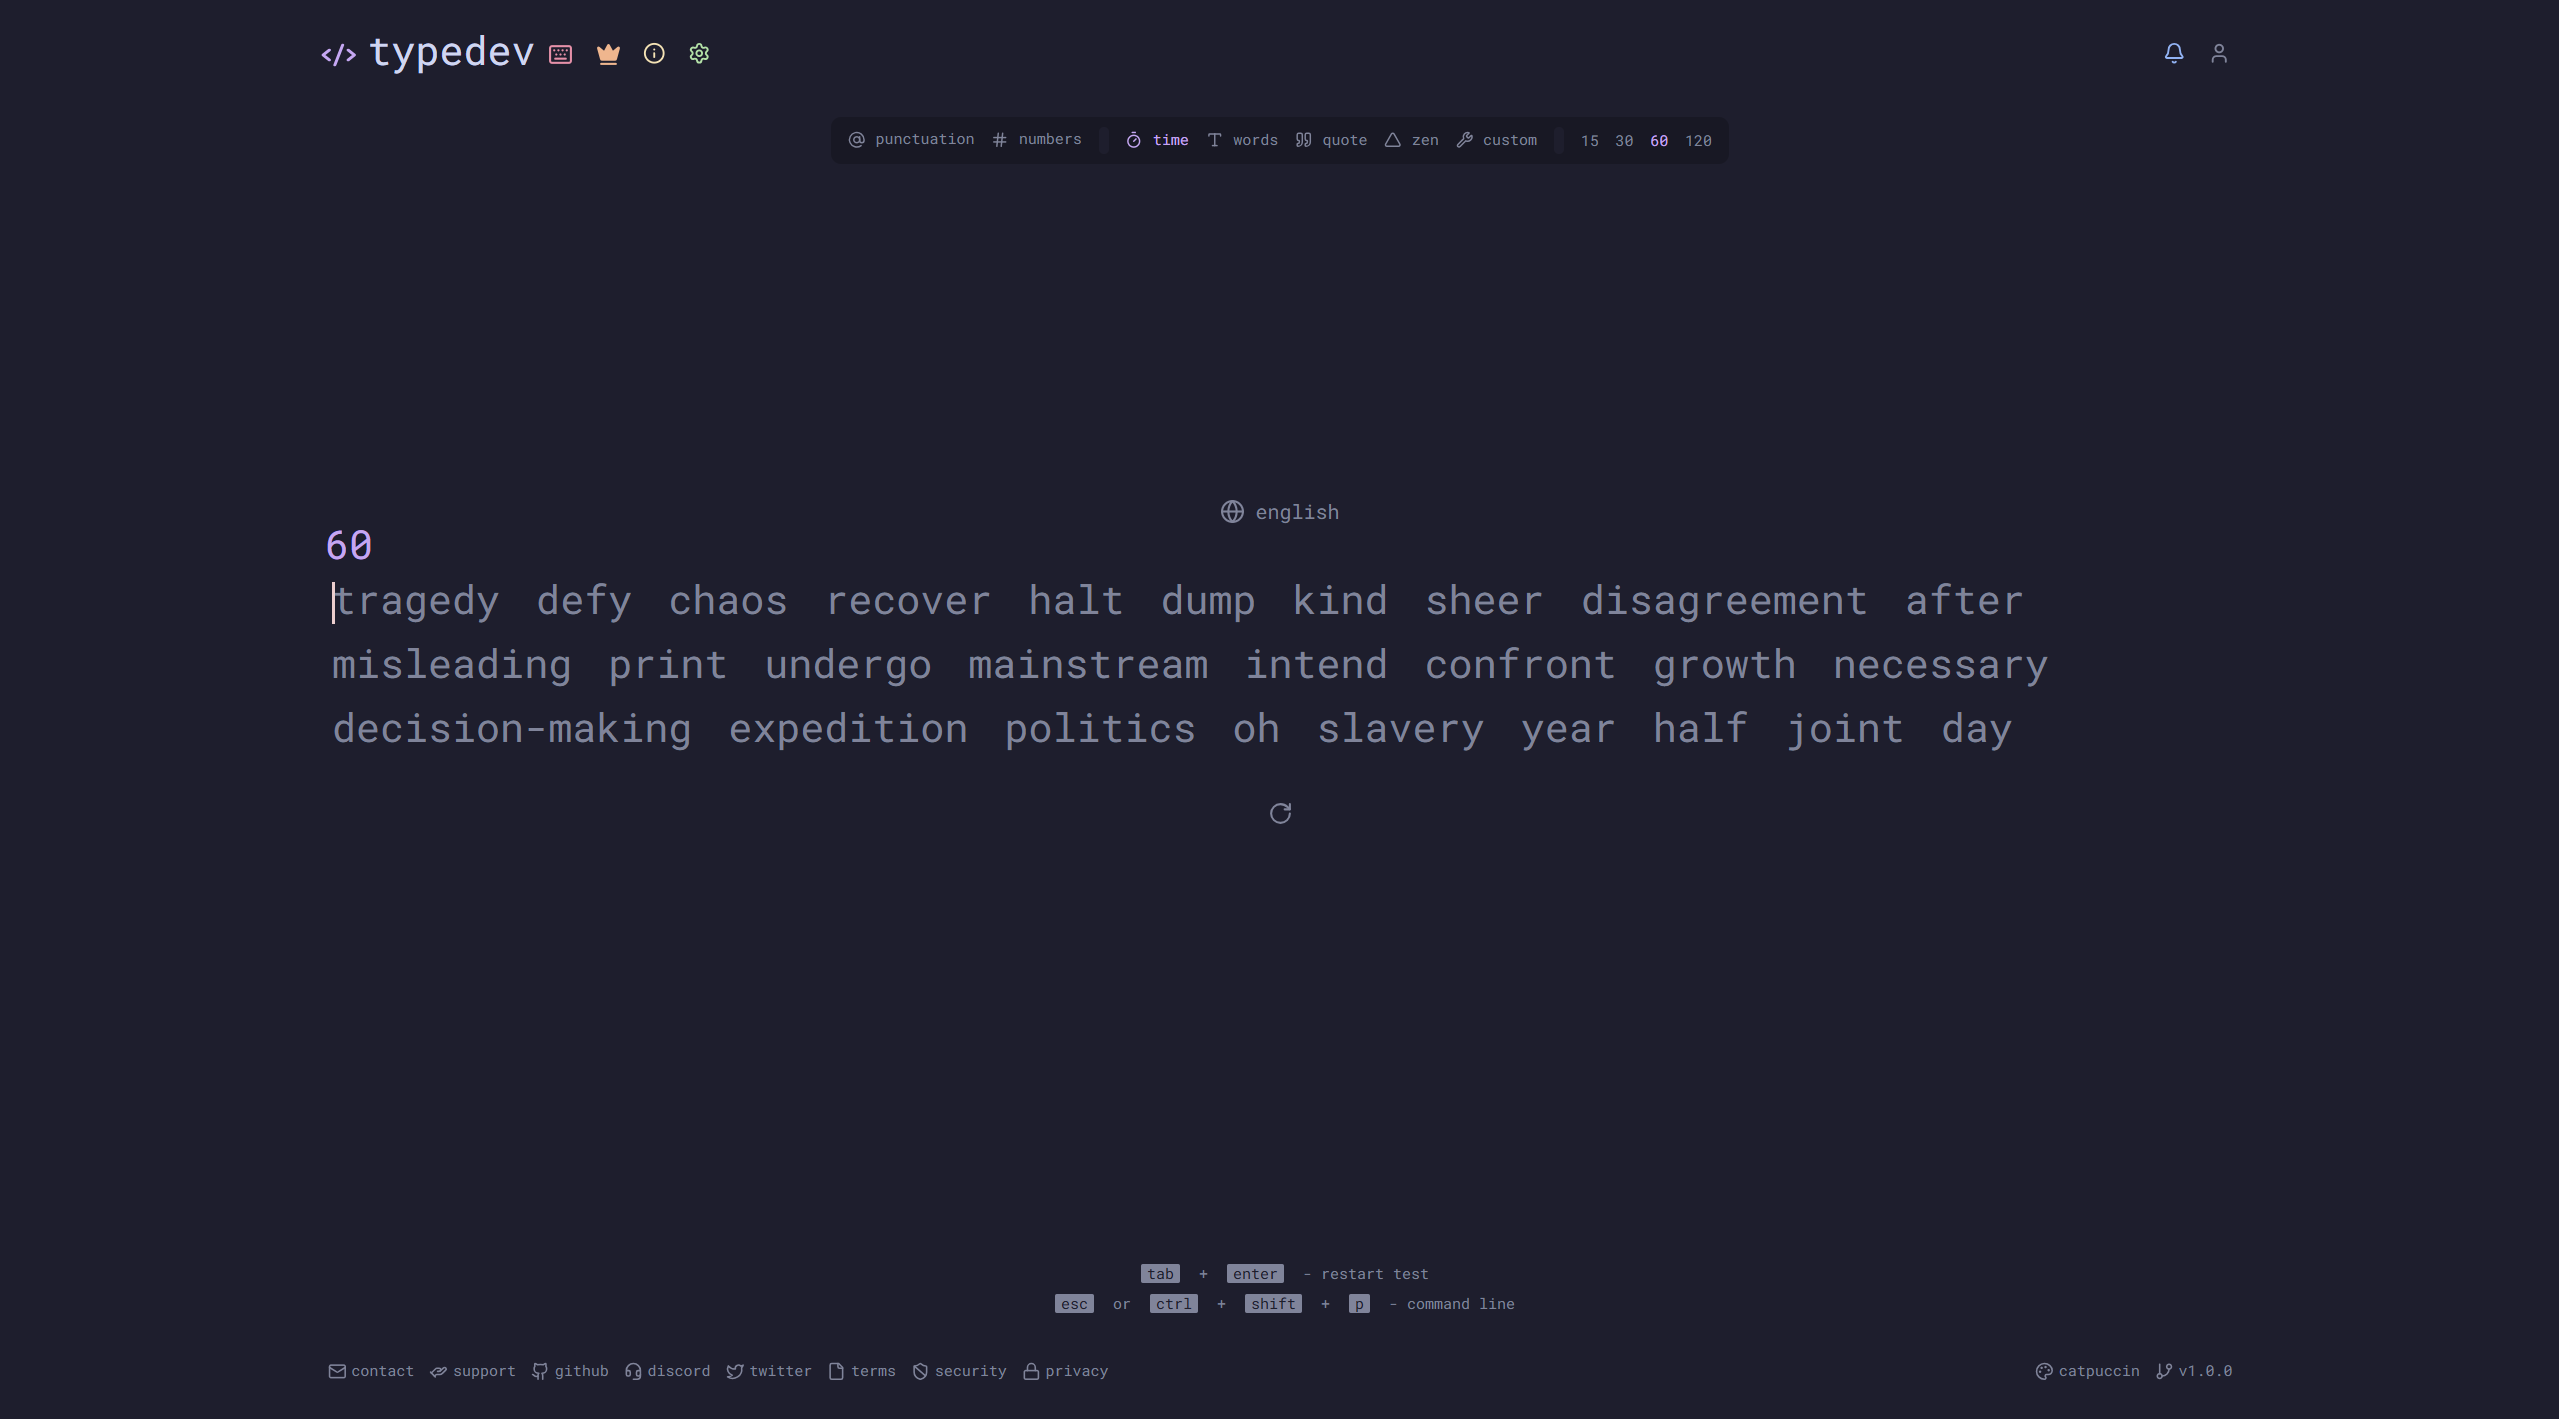 </> typedev
@ punctuation # numbers time T words quote zen custom 15 30 60 120
english
60
tragedy defy chaos recover halt dump kind sheer disagreement after
misleading print undergo mainstream intend confront growth necessary
decision-making expedition politics oh slavery year half joint day
tab + enter - restart test
esc or ctrl + shift + p - command line
contact support github discord twitter terms security privacy catpuccin v1.0.0